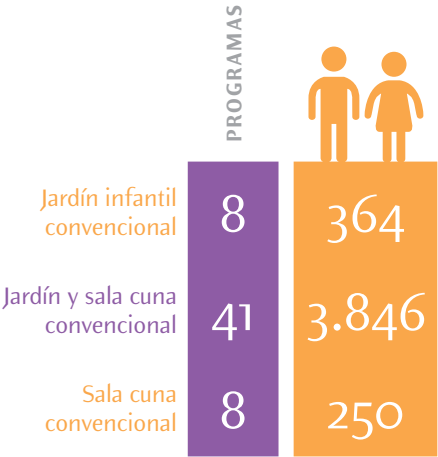 PROGRAMAS
Jardín infantil
convencional
8
364
Jardín y sala cuna
convencional
41
3.846
Sala cuna
convencional
8
250